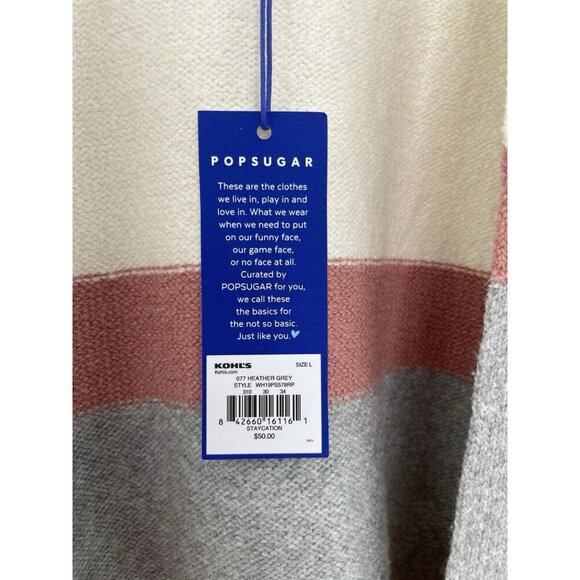 POPSUGAR
These are the clothes
we live in, play in and
love in. What we wear
when we need to put
on our funny face,
our game face,
or no face at all.
Curated by
POPSUGAR for you,
we call these
the basics for
the not so basic.
Just like you.
KOHL'S SIZE L
Kohls.com
077 HEATHER GREY
STYLE WH19PS578RP
310 30 34
8 42660 16116 1
STAYCATION
$50.00